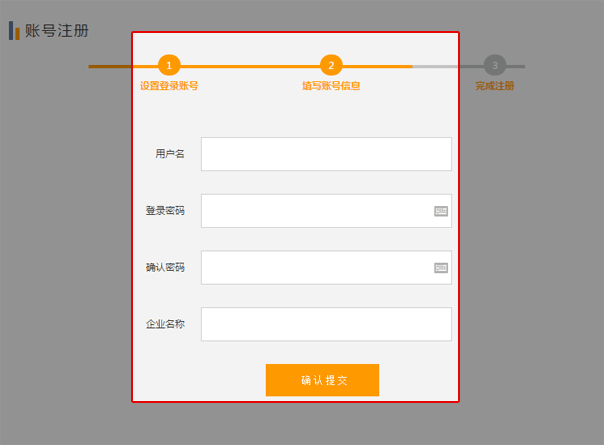 账号注册
1 2 3
设置登录账号 填写账号信息 完成注册
用户名
登录密码
确认密码
企业名称
确认提交